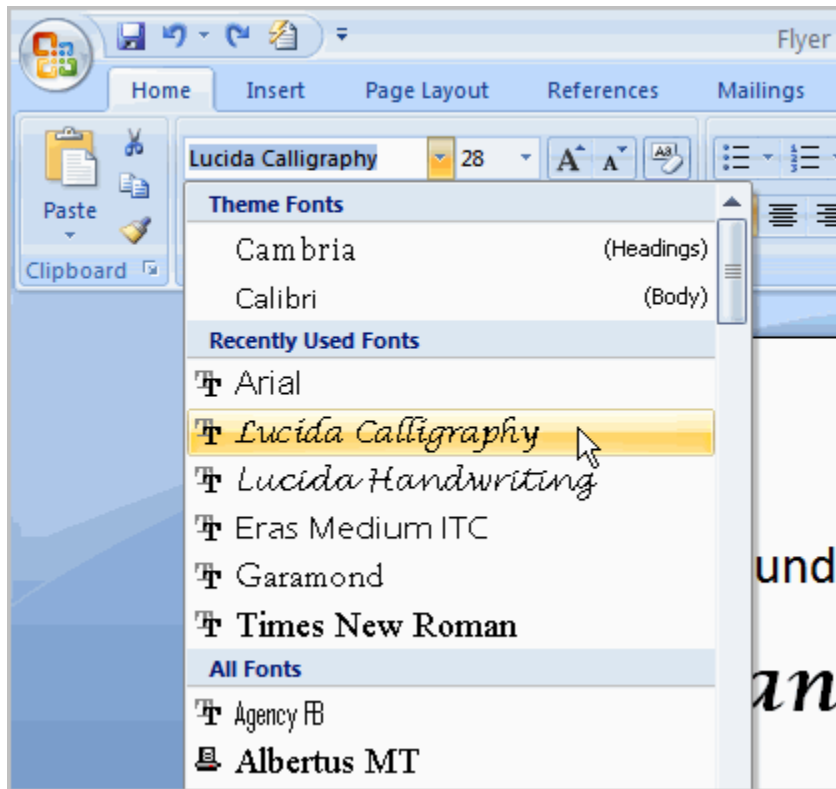 Flyer
Home Insert Page Layout References Mailings
Lucida Calligraphy 28
Paste
Clipboard
Theme Fonts
Cambria (Headings)
Calibri (Body)
Recently Used Fonts
Arial
Lucida Calligraphy
Lucida Handwriting
Eras Medium ITC
Garamond
Times New Roman
All Fonts
Agency FB
Albertus MT
und
an